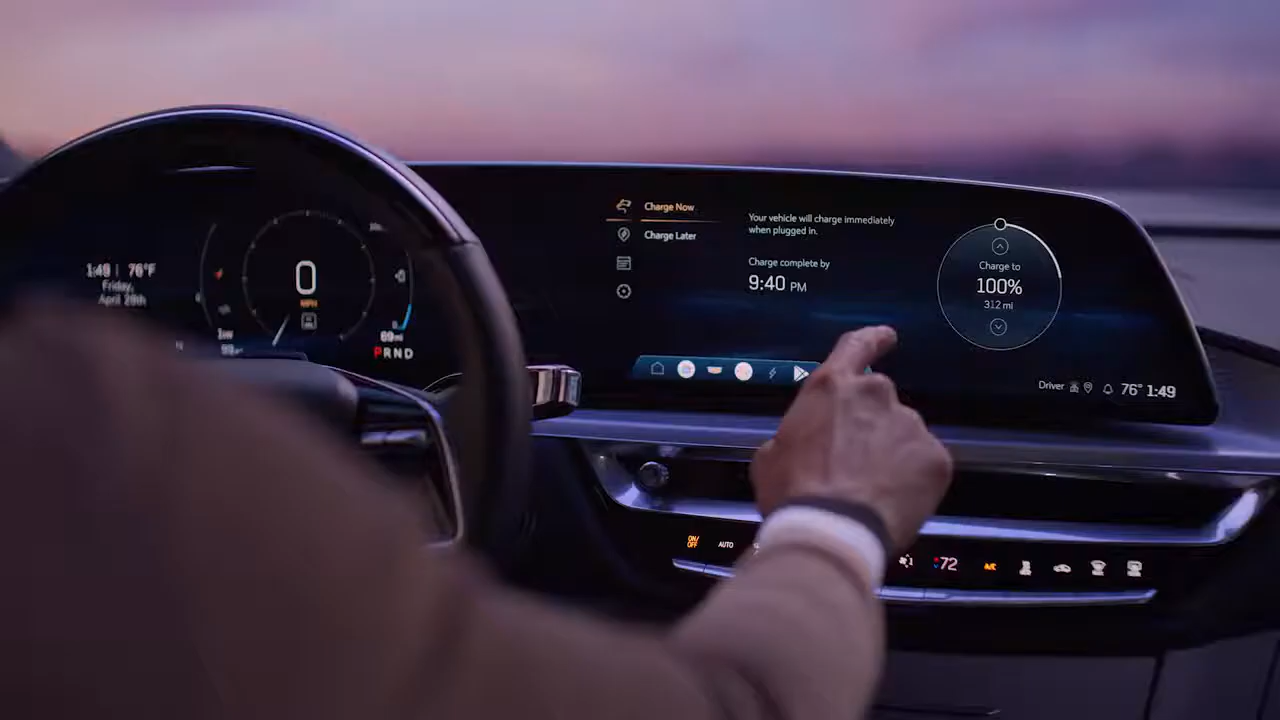 1:49 | 76°F
Friday,
April 28th
0
MPH
69mi
PRND
Charge Now
Charge Later
Your vehicle will charge immediately
when plugged in.
Charge complete by
9:40 PM
Charge to
100%
312 mi
Driver 76° 1:49
ON/
OFF
AUTO
72
A/C